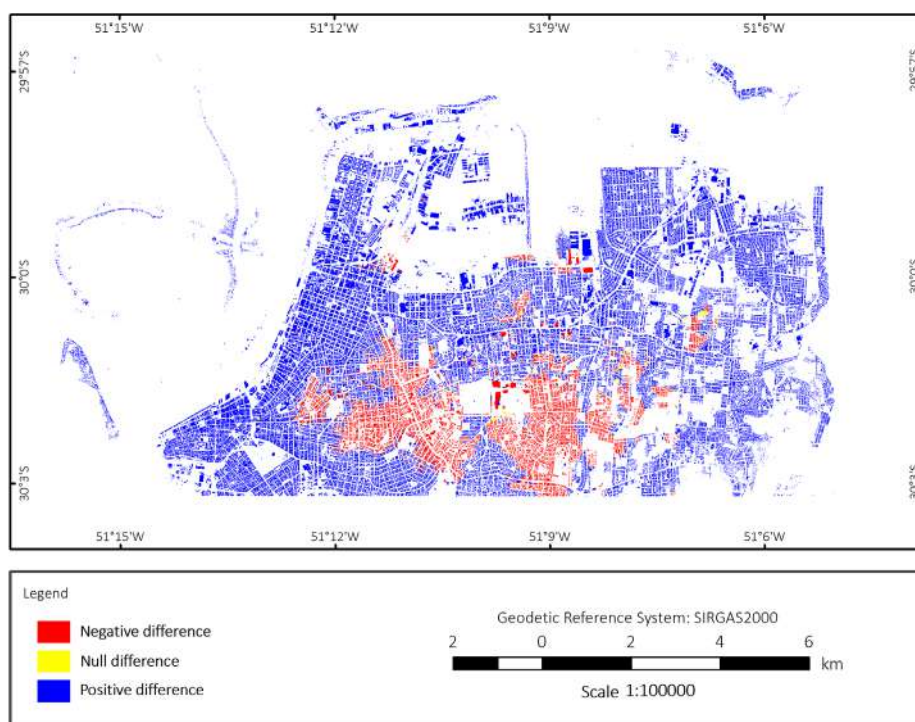 51°15'W 51°12'W 51°9'W 51°6'W
29°57'S 29°57'S
30°0'S 30°0'S
30°3'S 30°3'S
51°15'W 51°12'W 51°9'W 51°6'W
Legend
Negative difference
Null difference
Positive difference
Geodetic Reference System: SIRGAS2000
2 0 2 4 6
km
Scale 1:100000